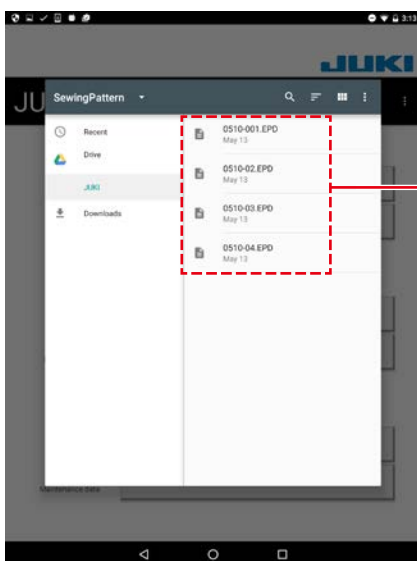 3:13
JUKI
JU
SewingPattern
Recent
Drive
JUKI
Downloads
0510-001.EPD
May 13
0510-02.EPD
May 13
0510-03.EPD
May 13
0510-04.EPD
May 13
Maintenance data